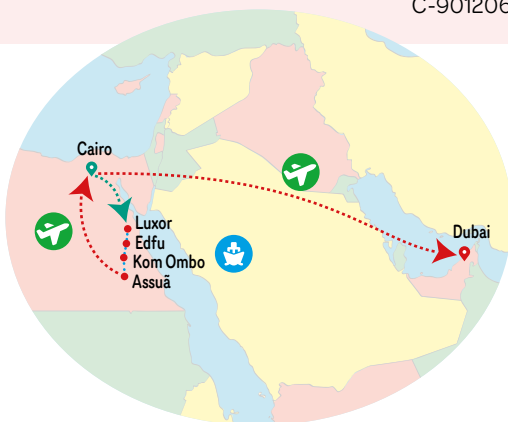 C-901206
Cairo
Luxor
Edfu
Kom Ombo
Assuã
Dubai